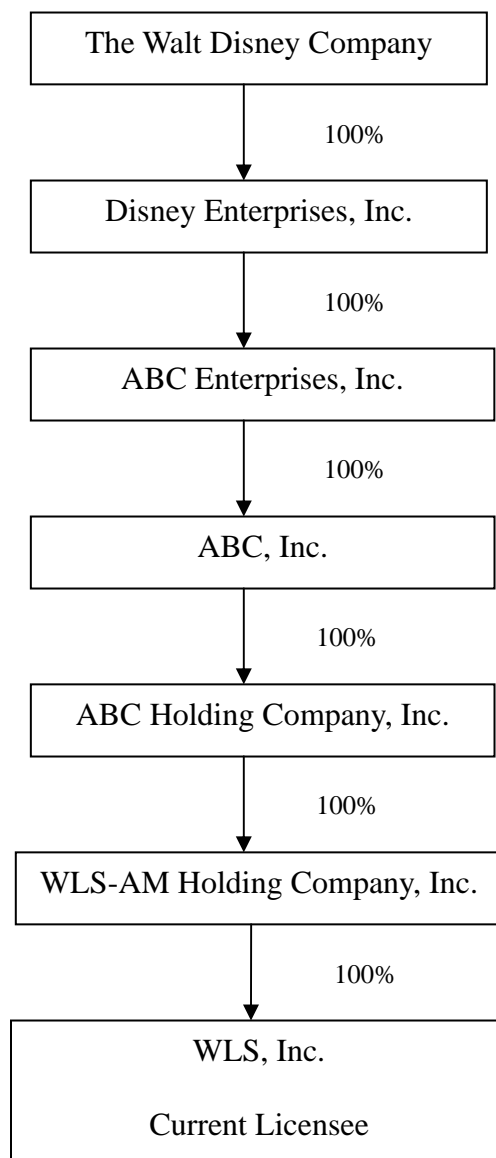 The Walt Disney Company
100%
Disney Enterprises, Inc.
100%
ABC Enterprises, Inc.
100%
ABC, Inc.
100%
ABC Holding Company, Inc.
100%
WLS-AM Holding Company, Inc.
100%
WLS, Inc.
Current Licensee